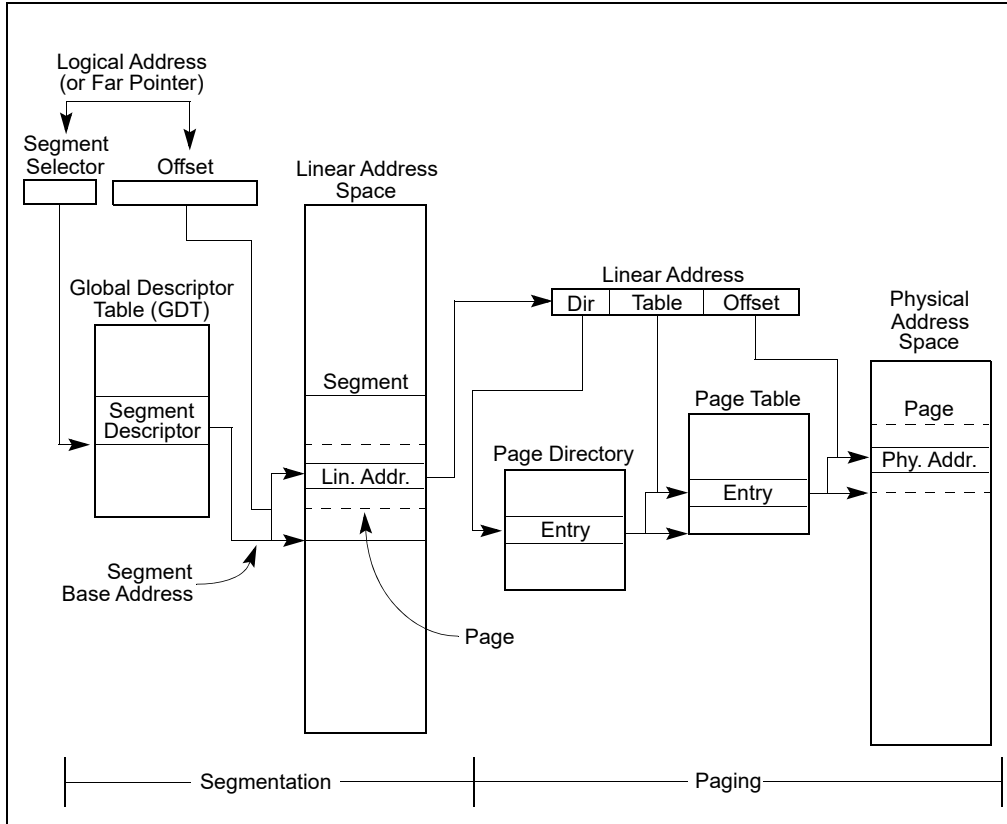 Logical Address
(or Far Pointer)
Segment
Selector
Offset
Linear Address
Space
Global Descriptor
Table (GDT)
Segment
Descriptor
Segment
Lin. Addr.
Segment
Base Address
Page
Linear Address
Dir
Table
Offset
Page Directory
Entry
Page Table
Entry
Physical
Address
Space
Page
Phy. Addr.
Segmentation
Paging